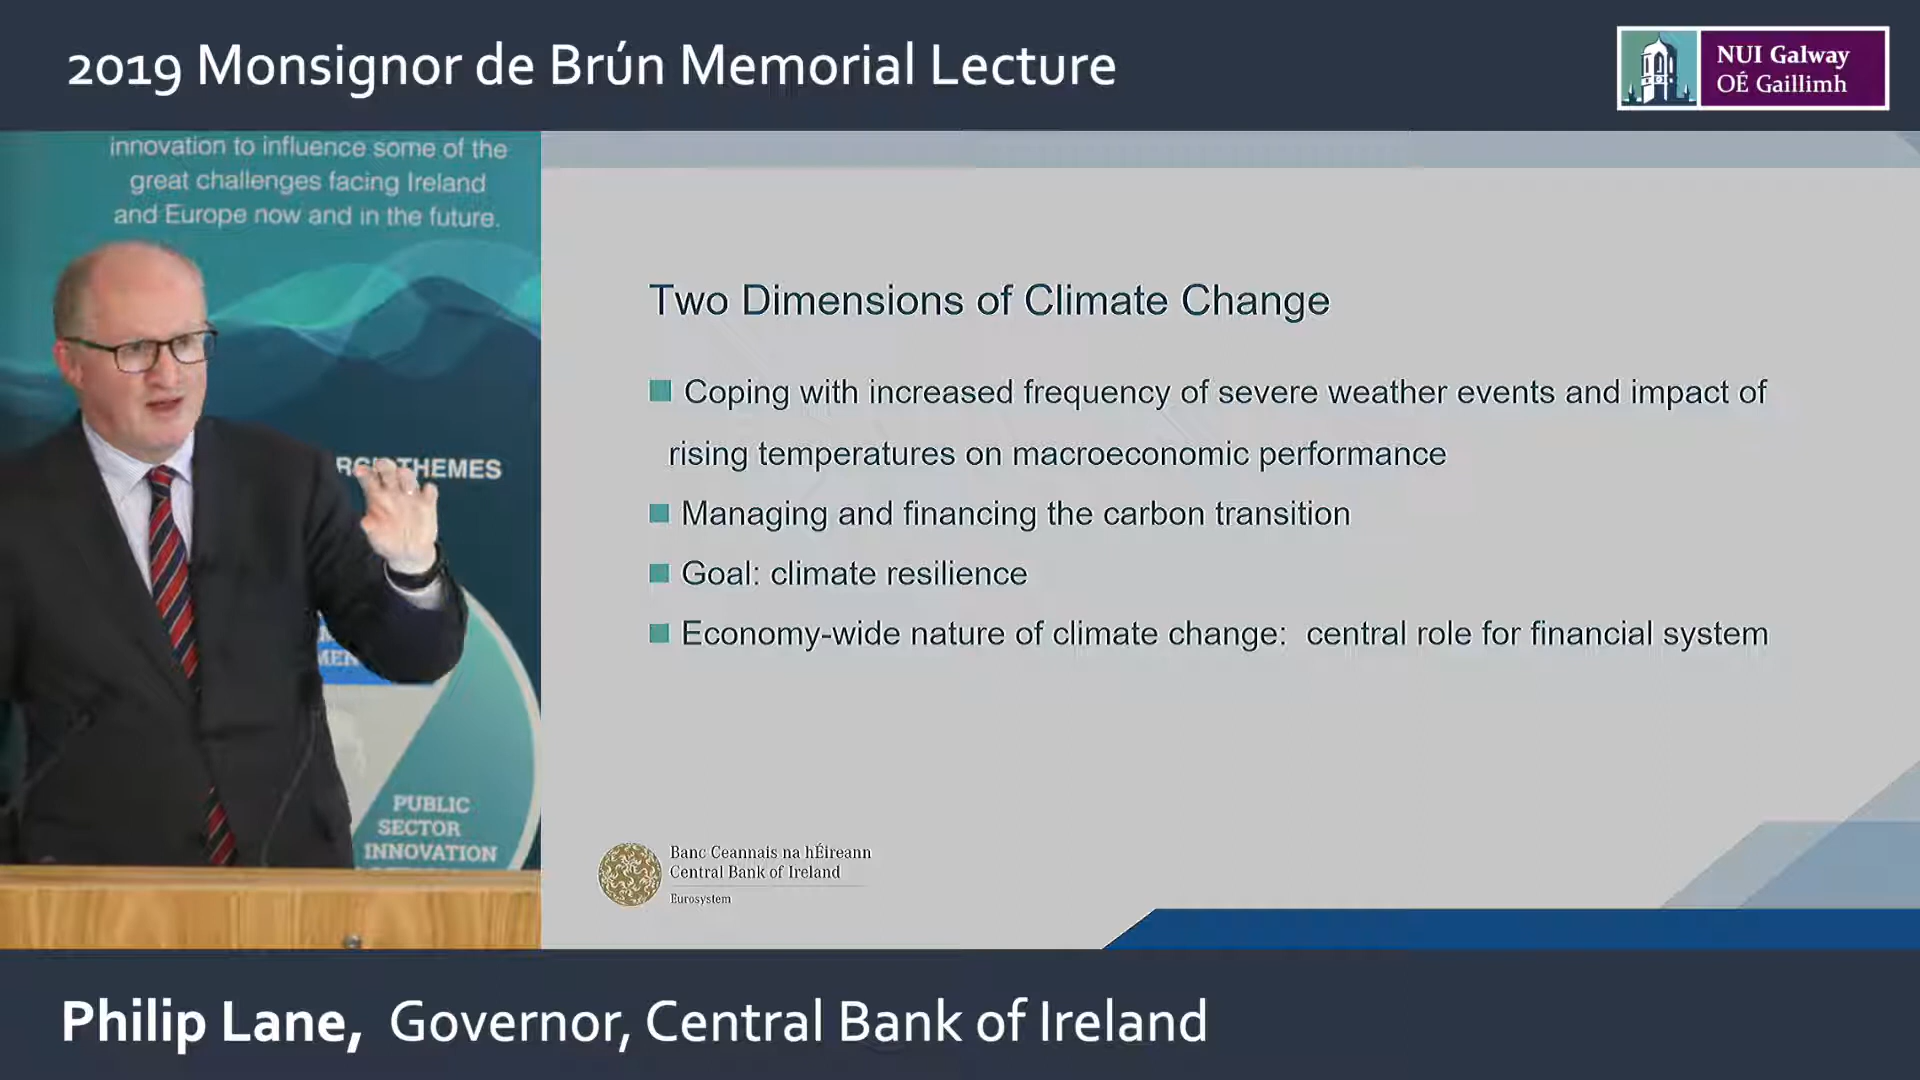 2019 Monsignor de Brún Memorial Lecture
NUI Galway
OÉ Gaillimh
innovation to influence some of the
great challenges facing Ireland
and Europe now and in the future.
THEMES
PUBLIC
SECTOR
INNOVATION
Two Dimensions of Climate Change
Coping with increased frequency of severe weather events and impact of
rising temperatures on macroeconomic performance
Managing and financing the carbon transition
Goal: climate resilience
Economy-wide nature of climate change: central role for financial system
Banc Ceannais na hÉireann
Central Bank of Ireland
Eurosystem
Philip Lane, Governor, Central Bank of Ireland